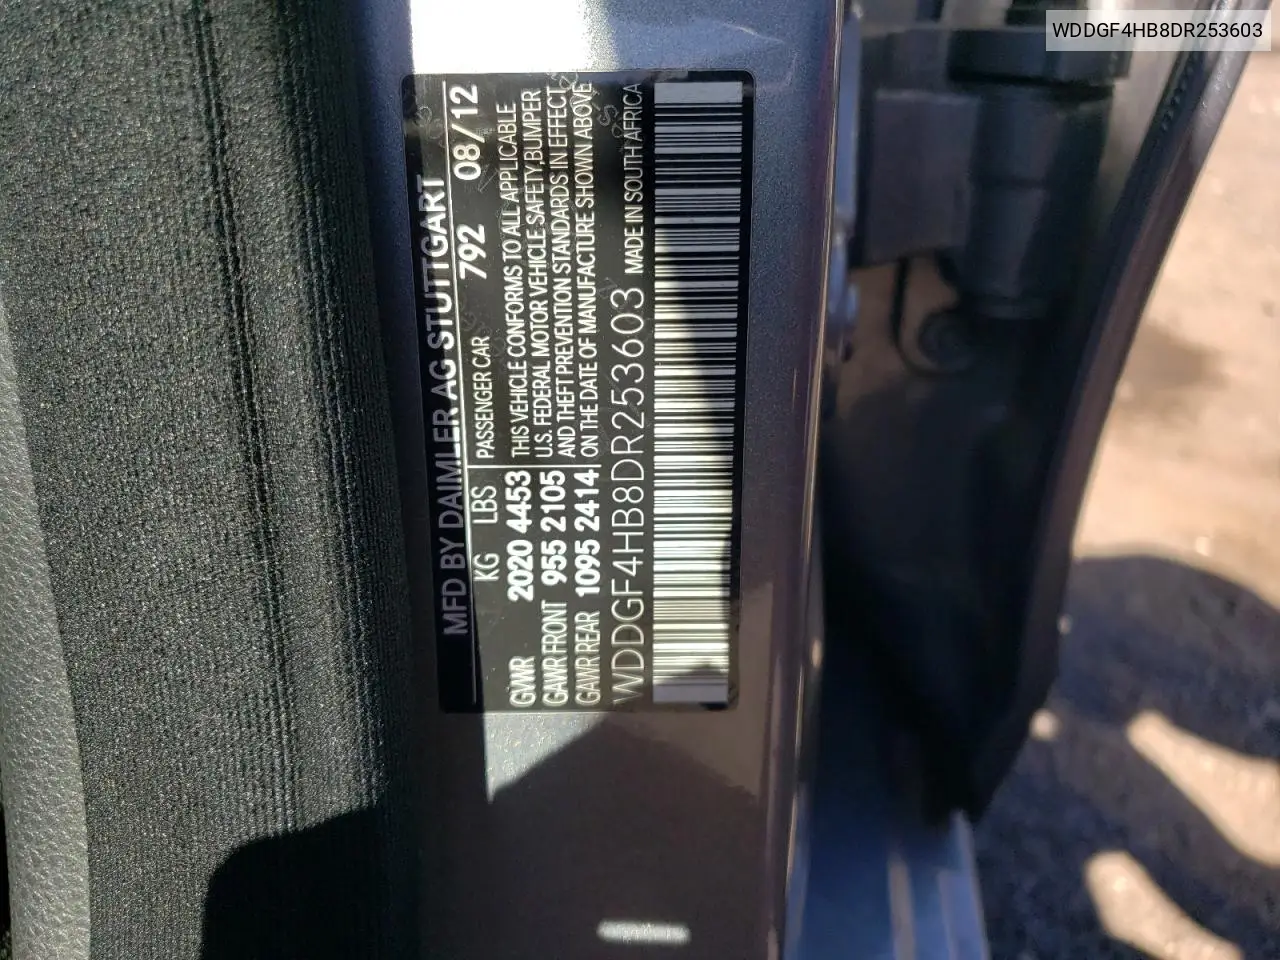 WDDGF4HB8DR253603
MFD BY DAIMLER AG STUTTGART
KG LBS PASSENGER CAR 792 08/12
GVWR 2020 4453 THIS VEHICLE CONFORMS TO ALL APPLICABLE
GAWR FRONT 955 2105 U.S. FEDERAL MOTOR VEHICLE SAFETY, BUMPER
AND THEFT PREVENTION STANDARDS IN EFFECT
GAWR REAR 1095 2414 ON THE DATE OF MANUFACTURE SHOWN ABOVE
WDDGF4HB8DR253603 MADE IN SOUTH AFRICA